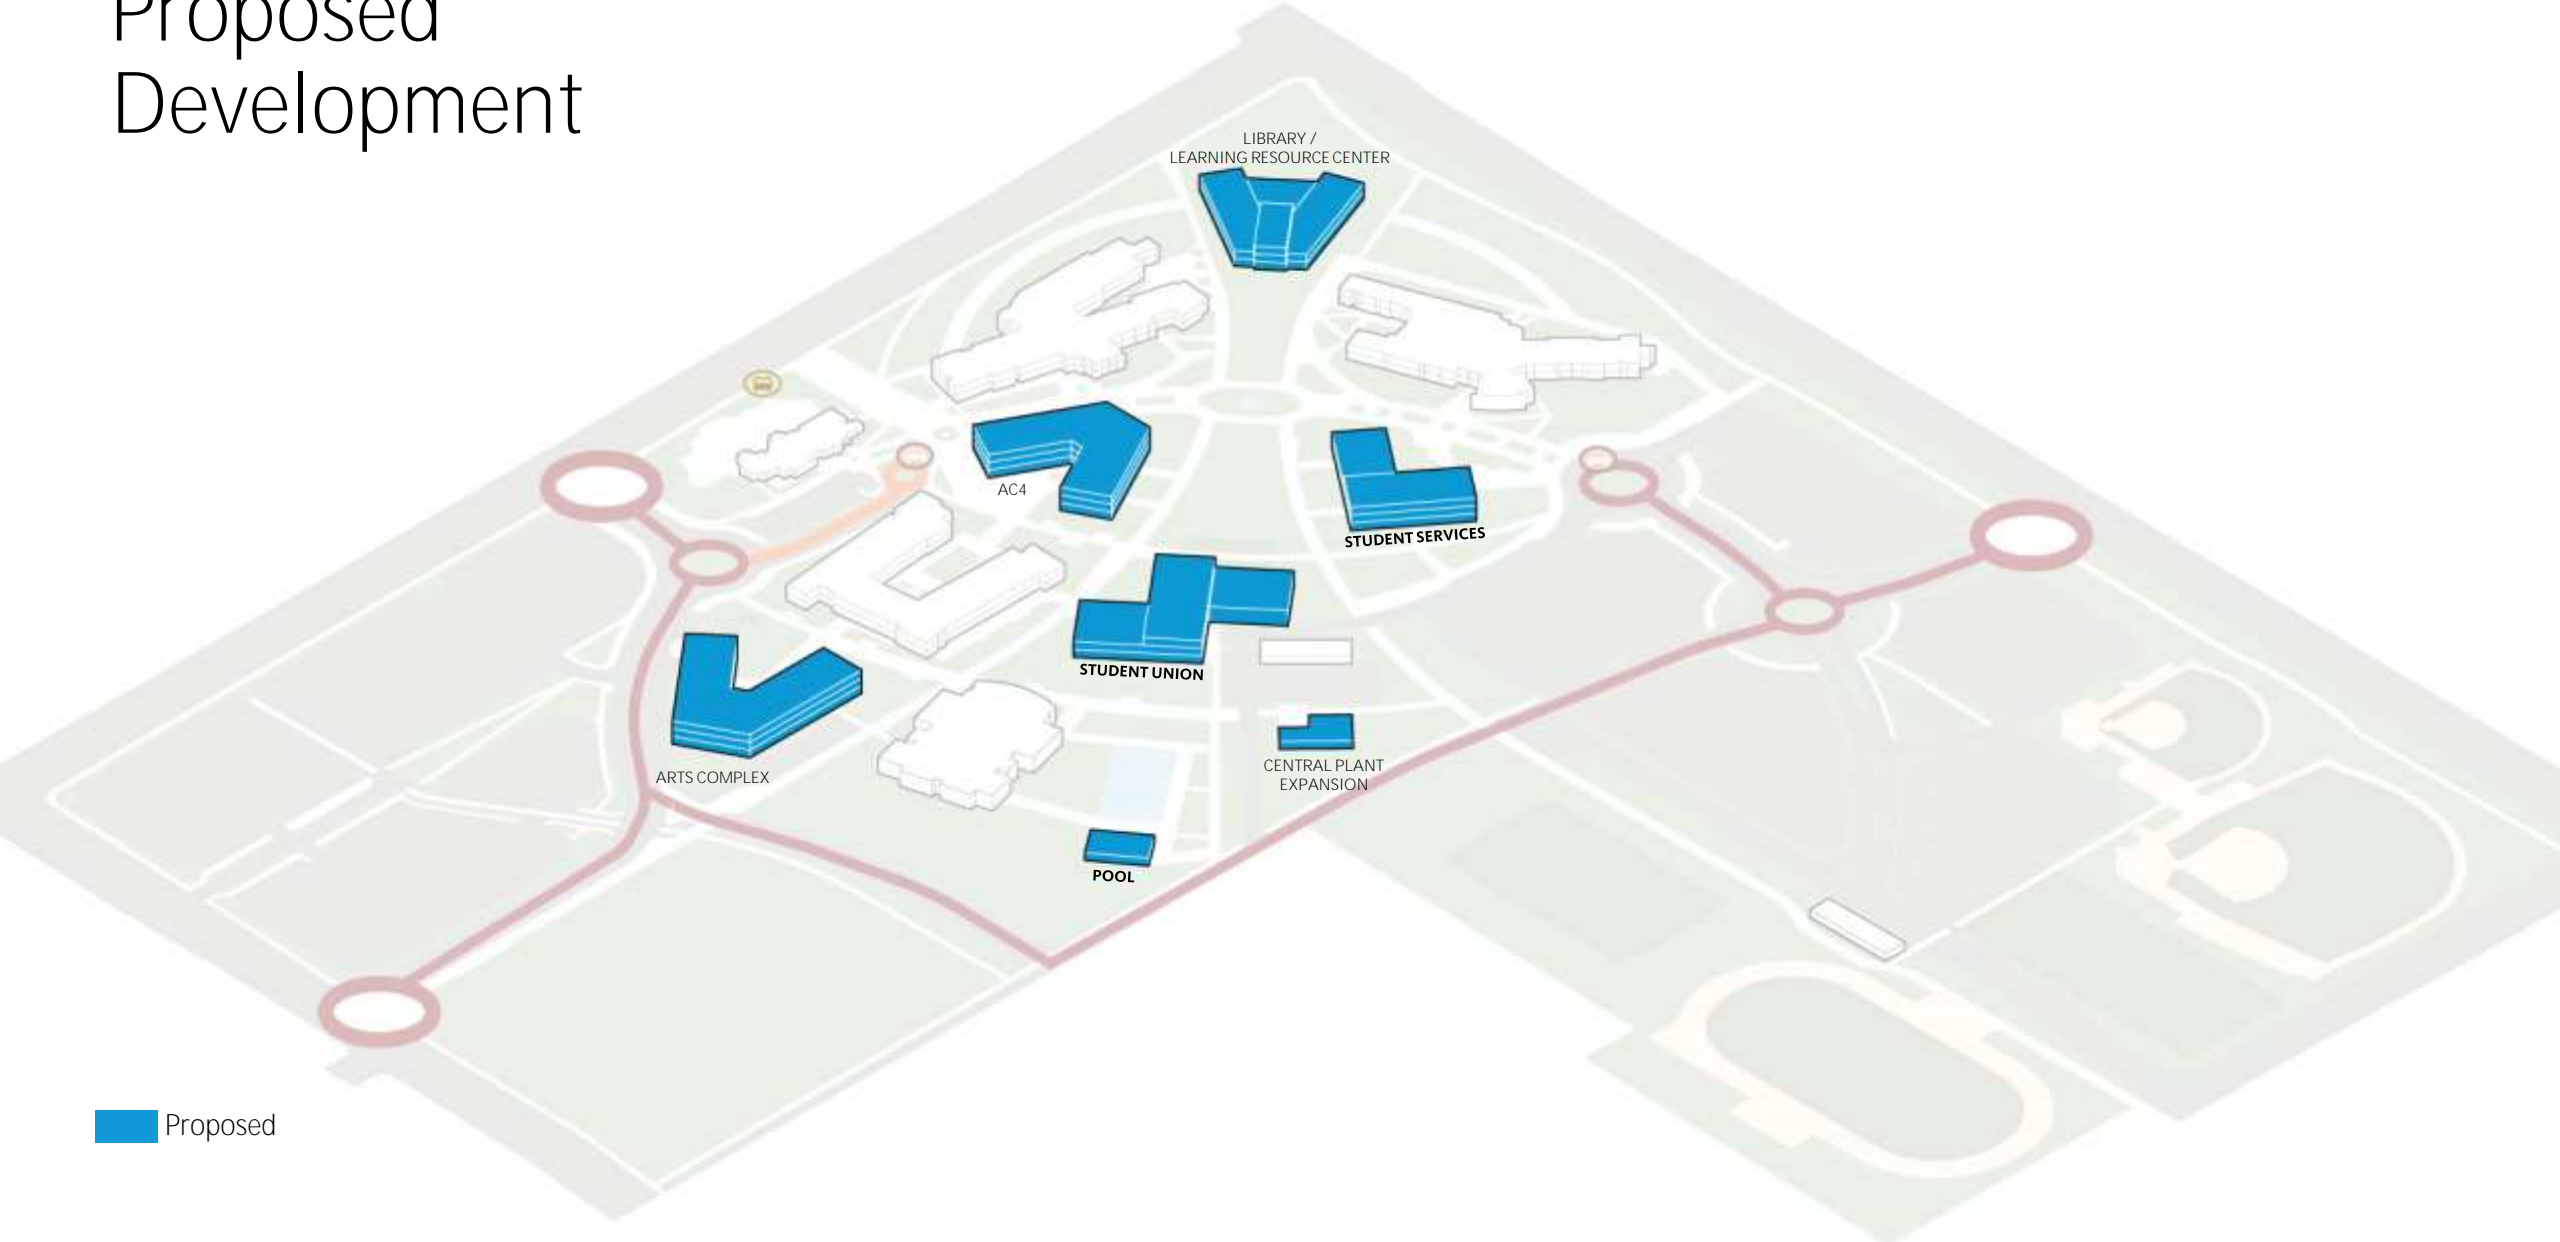 Proposed
Development
LIBRARY /
LEARNING RESOURCE CENTER
AC4
STUDENT SERVICES
STUDENT UNION
ARTS COMPLEX
CENTRAL PLANT
EXPANSION
POOL
Proposed